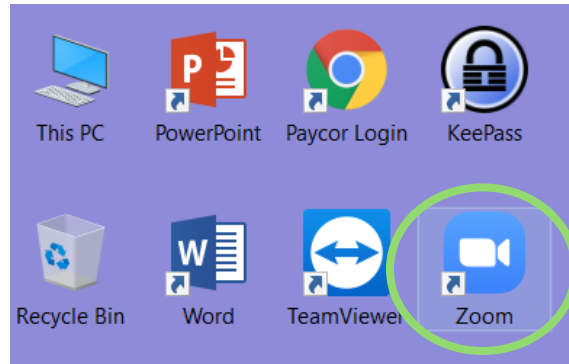 This PC
PowerPoint
Paycor Login
KeePass
Recycle Bin
Word
TeamViewer
Zoom